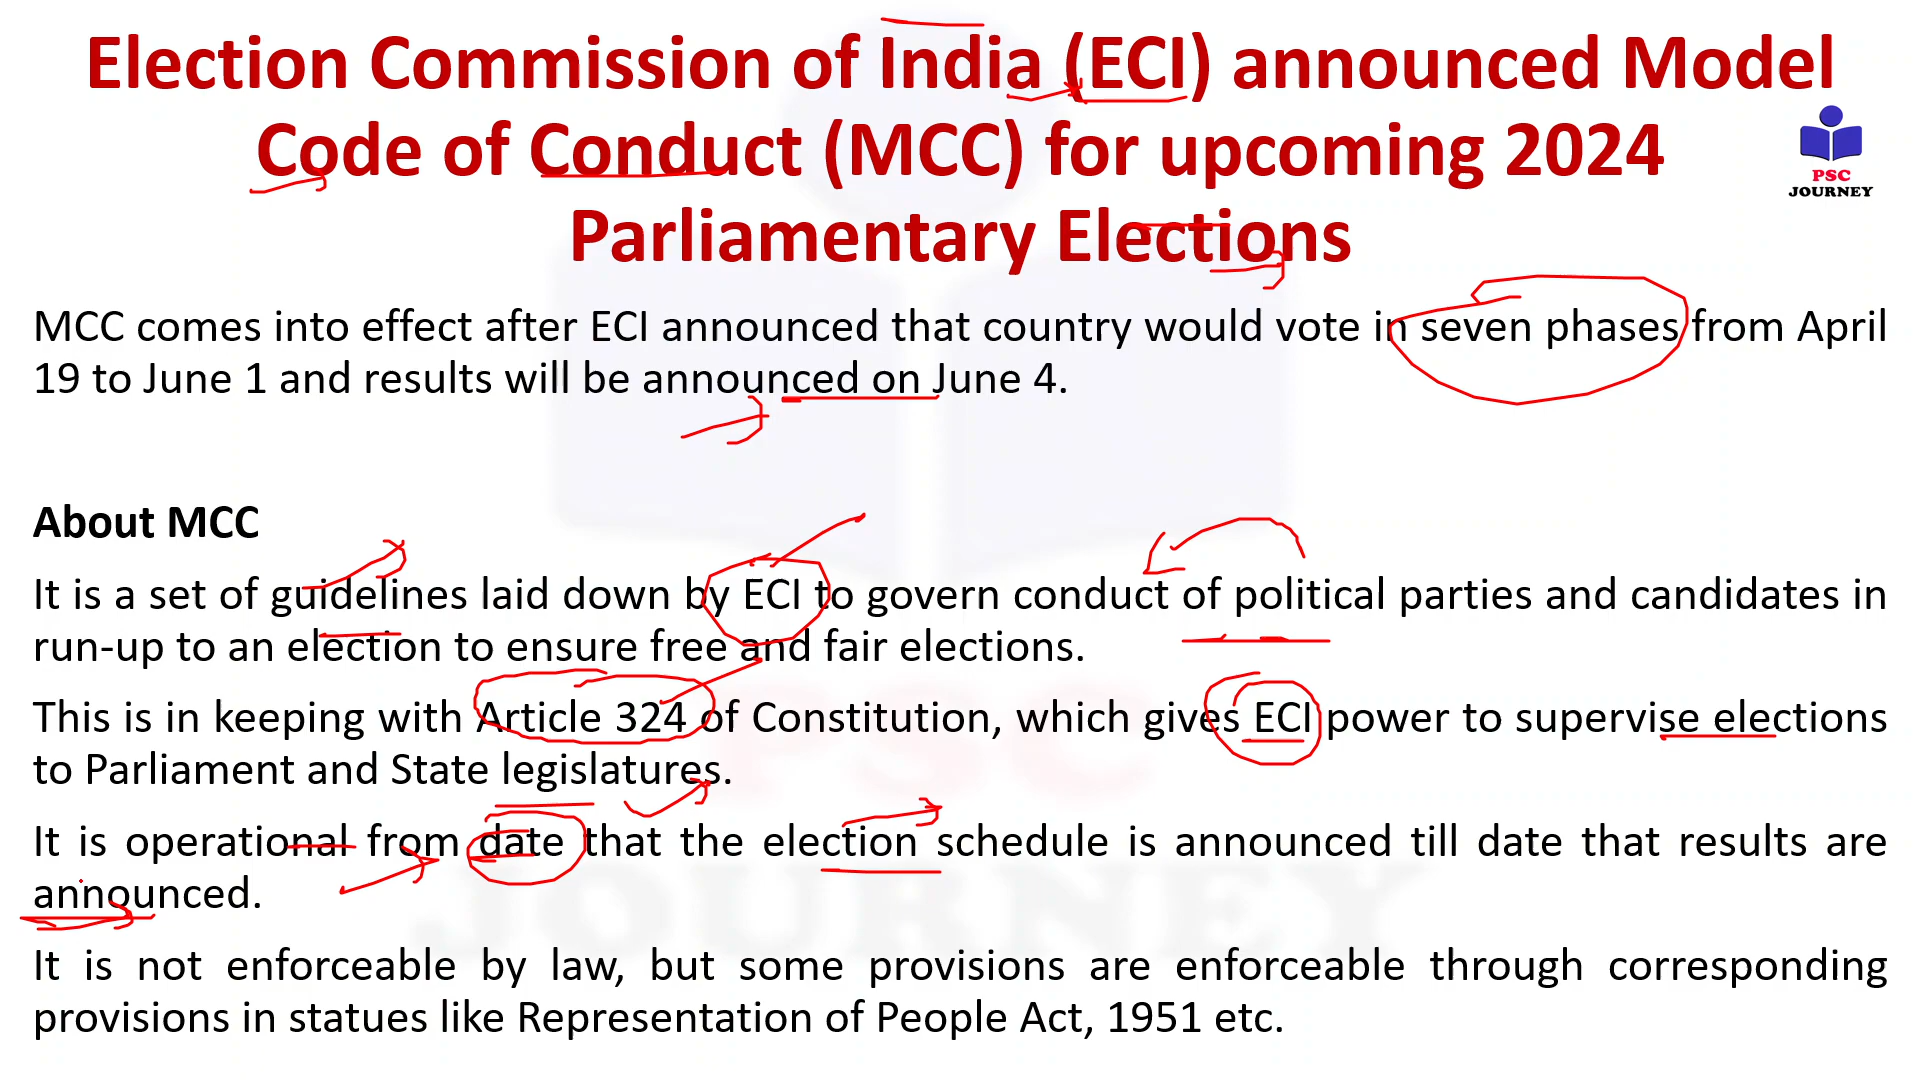 Election Commission of India (ECI) announced Model
Code of Conduct (MCC) for upcoming 2024
Parliamentary Elections
PSC
JOURNEY
MCC comes into effect after ECI announced that country would vote in seven phases from April
19 to June 1 and results will be announced on June 4.
About MCC
It is a set of guidelines laid down by ECI to govern conduct of political parties and candidates in
run-up to an election to ensure free and fair elections.
This is in keeping with Article 324 of Constitution, which gives ECI power to supervise elections
to Parliament and State legislatures.
It is operational from date that the election schedule is announced till date that results are
announced.
It is not enforceable by law, but some provisions are enforceable through corresponding
provisions in statues like Representation of People Act, 1951 etc.
PSC
JOURNEY